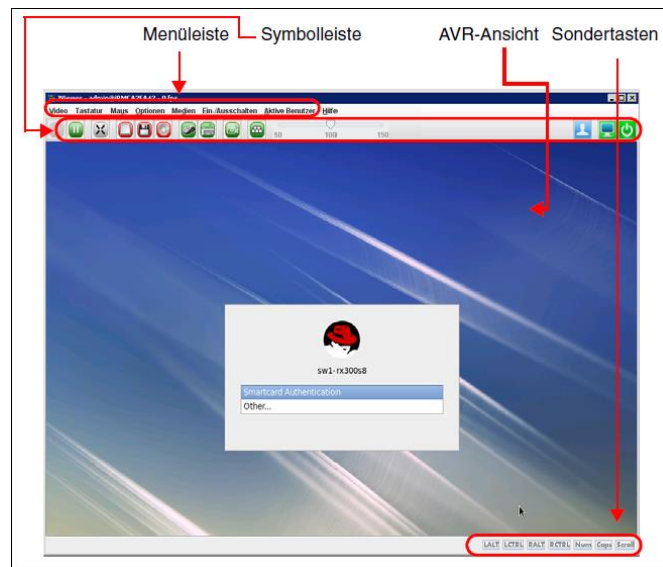 Menüleiste Symbolleiste AVR-Ansicht Sondertasten
Video Tastatur Maus Optionen Medien Ein-/Ausschalten Aktive Benutzer Hilfe
50 100 150
sw1-rx300s8
Smartcard Authentication
Other...
LALT LCTRL RALT RCTRL Num Caps Scroll